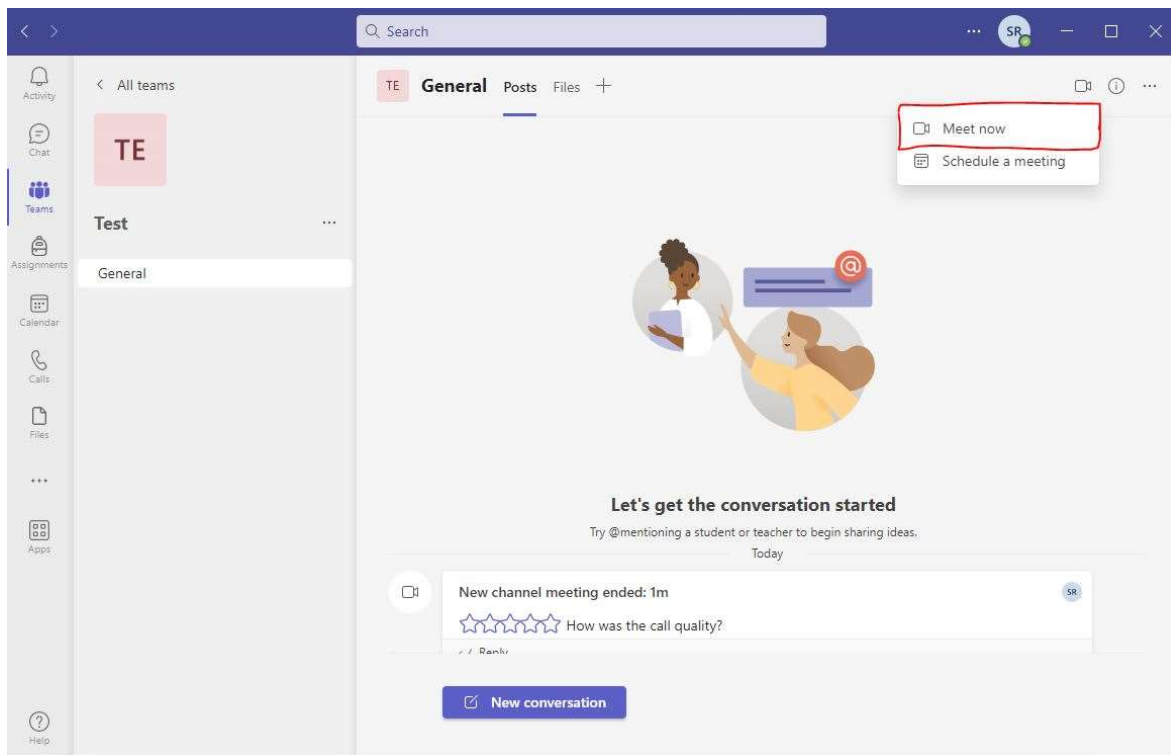 Search
SR
Activity
Chat
Teams
Assignments
Calendar
Calls
Files
Apps
Help
All teams
TE
Test
General
TE General Posts Files
Meet now
Schedule a meeting
@
Let's get the conversation started
Try @mentioning a student or teacher to begin sharing ideas.
Today
New channel meeting ended: 1m
SR
How was the call quality?
Reply
New conversation